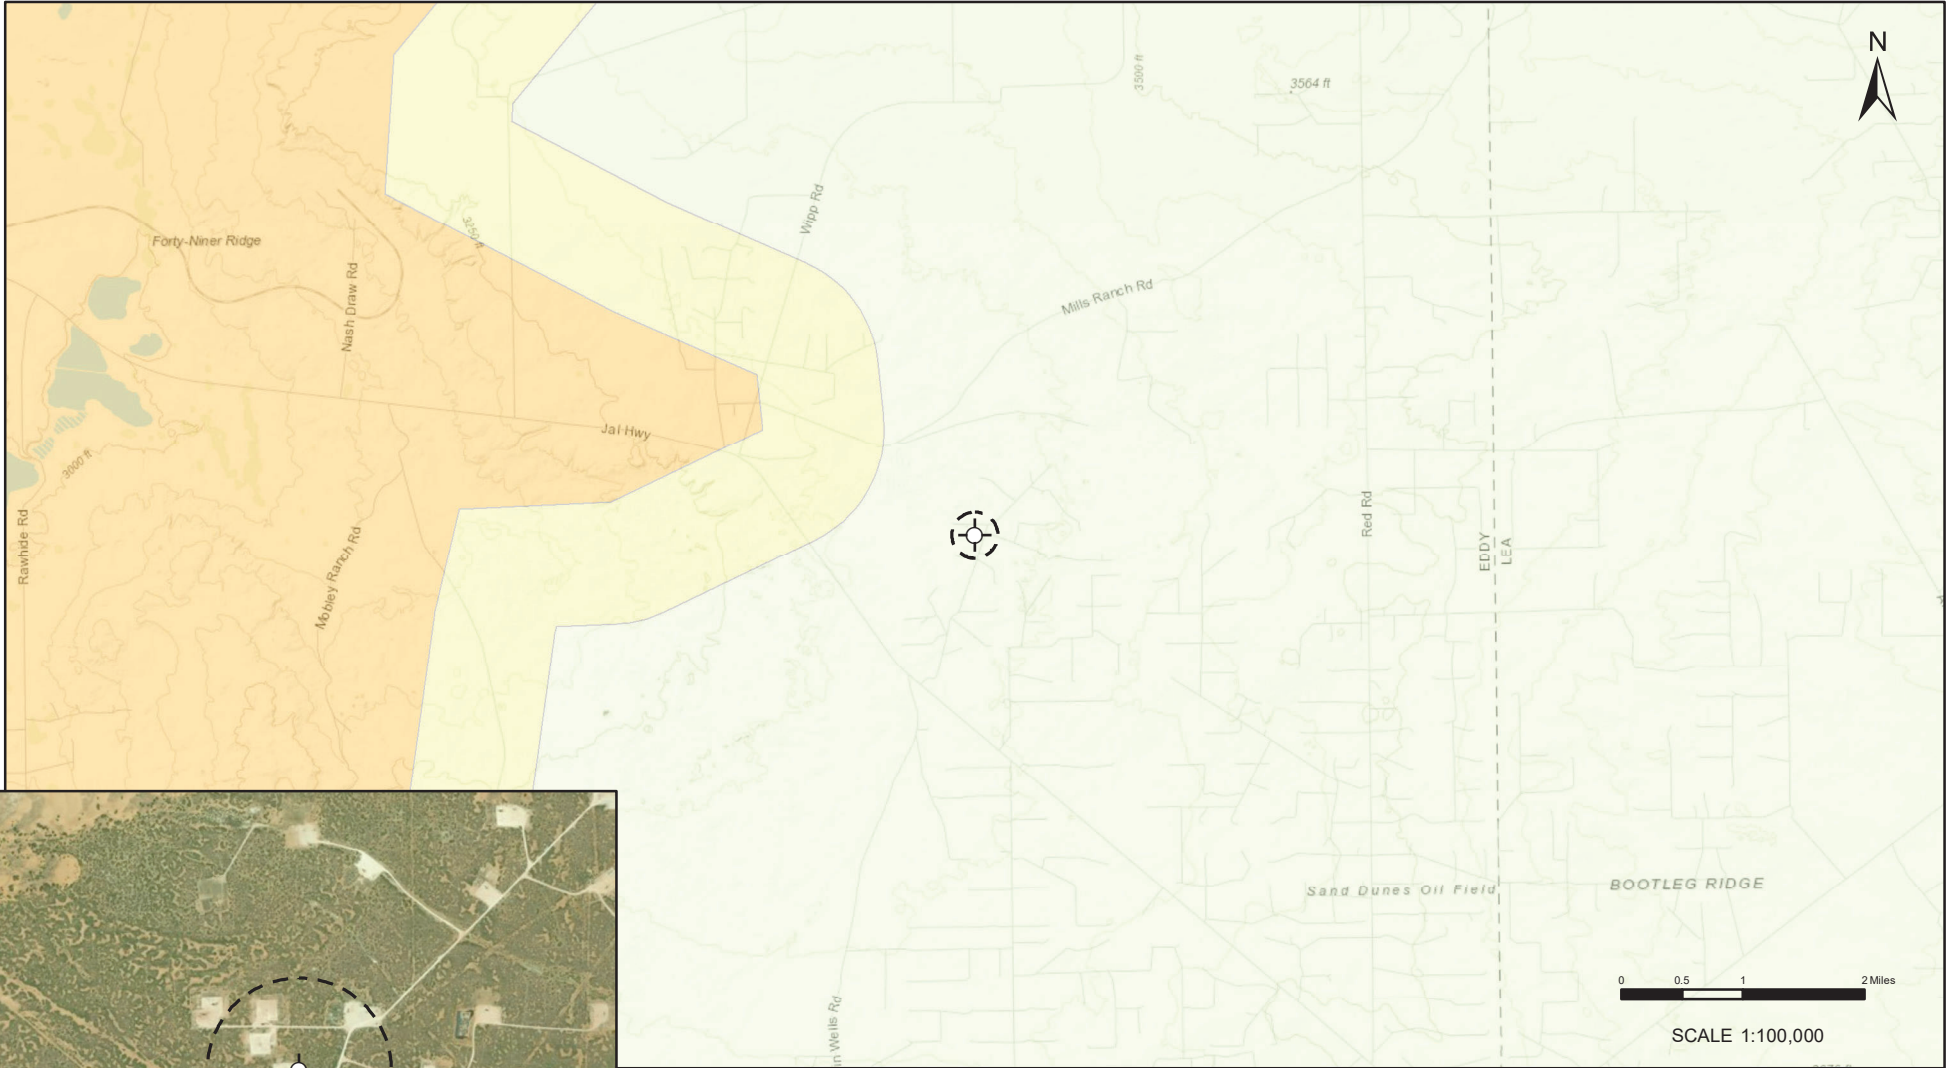 N
3500 ft
3564 ft
Wipp Rd
3250 ft
Forty-Niner Ridge
Nash Draw Rd
Mills Ranch Rd
Jal Hwy
3000 ft
Rawhide Rd
Mobley Ranch Rd
Red Rd
EDDY
LEA
Sand Dunes Oil Field
BOOTLEG RIDGE
0 0.5 1 2 Miles
Wells Rd
SCALE 1:100,000